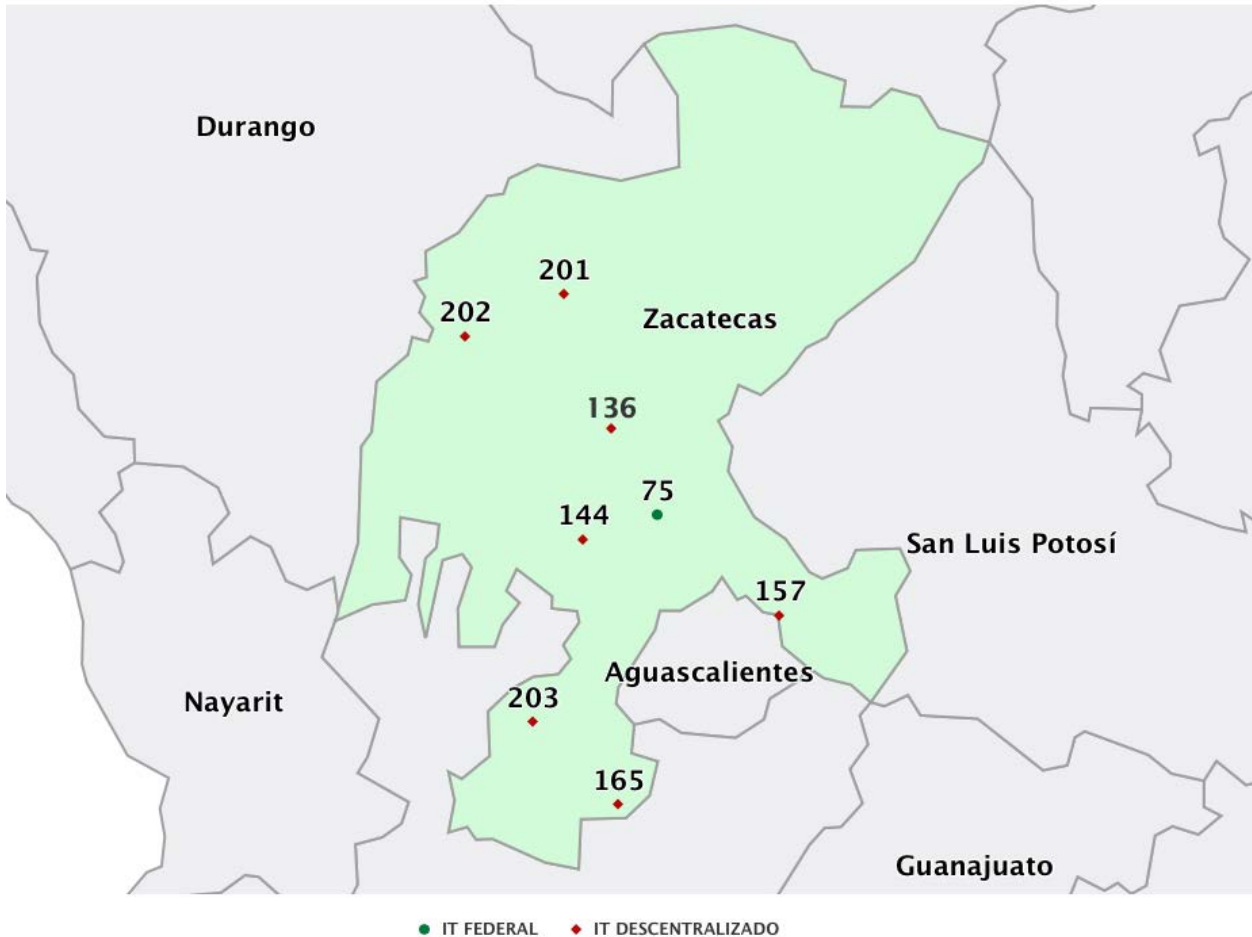 Durango
201
202
Zacatecas
136
75
144
San Luis Potosí
157
Aguascalientes
203
Nayarit
165
Guanajuato
IT FEDERAL IT DESCENTRALIZADO